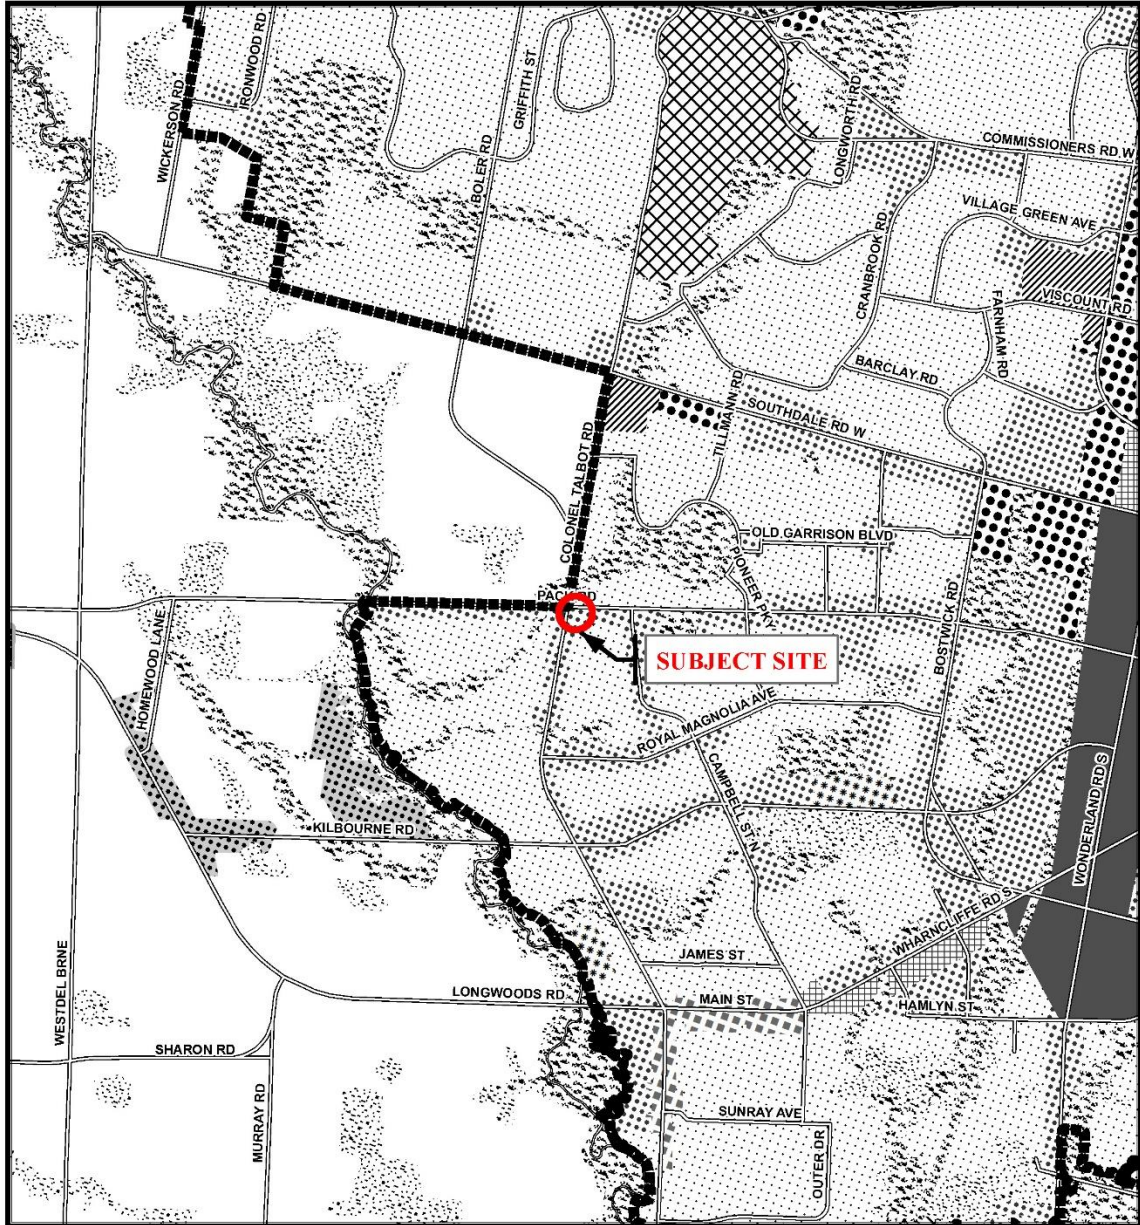 IRONWOOD RD
WICKERSON RD
GRIFFITH ST
BOLER RD
LONGWORTH RD
COMMISSIONERS RD W
VILLAGE GREEN AVE
CRANBROOK RD
VISCOUNT RD
FARNHAM RD
BARCLAY RD
TILLMANN RD
SOUTHDALE RD W
COLONEL TALBOT RD
OLD GARRISON BLVD
PIONEER PKY
BOSTWICK RD
HOMEWOOD LANE
SUBJECT SITE
ROYAL MAGNOLIA AVE
CAMPBELL ST N
KILBOURNE RD
WONDERLAND RD S
WHARNCLIFFE RD S
WESTDEL BRNE
JAMES ST
LONGWOODS RD
MAIN ST
HAMLYN ST
SHARON RD
MURRAY RD
SUNRAY AVE
OUTER DR